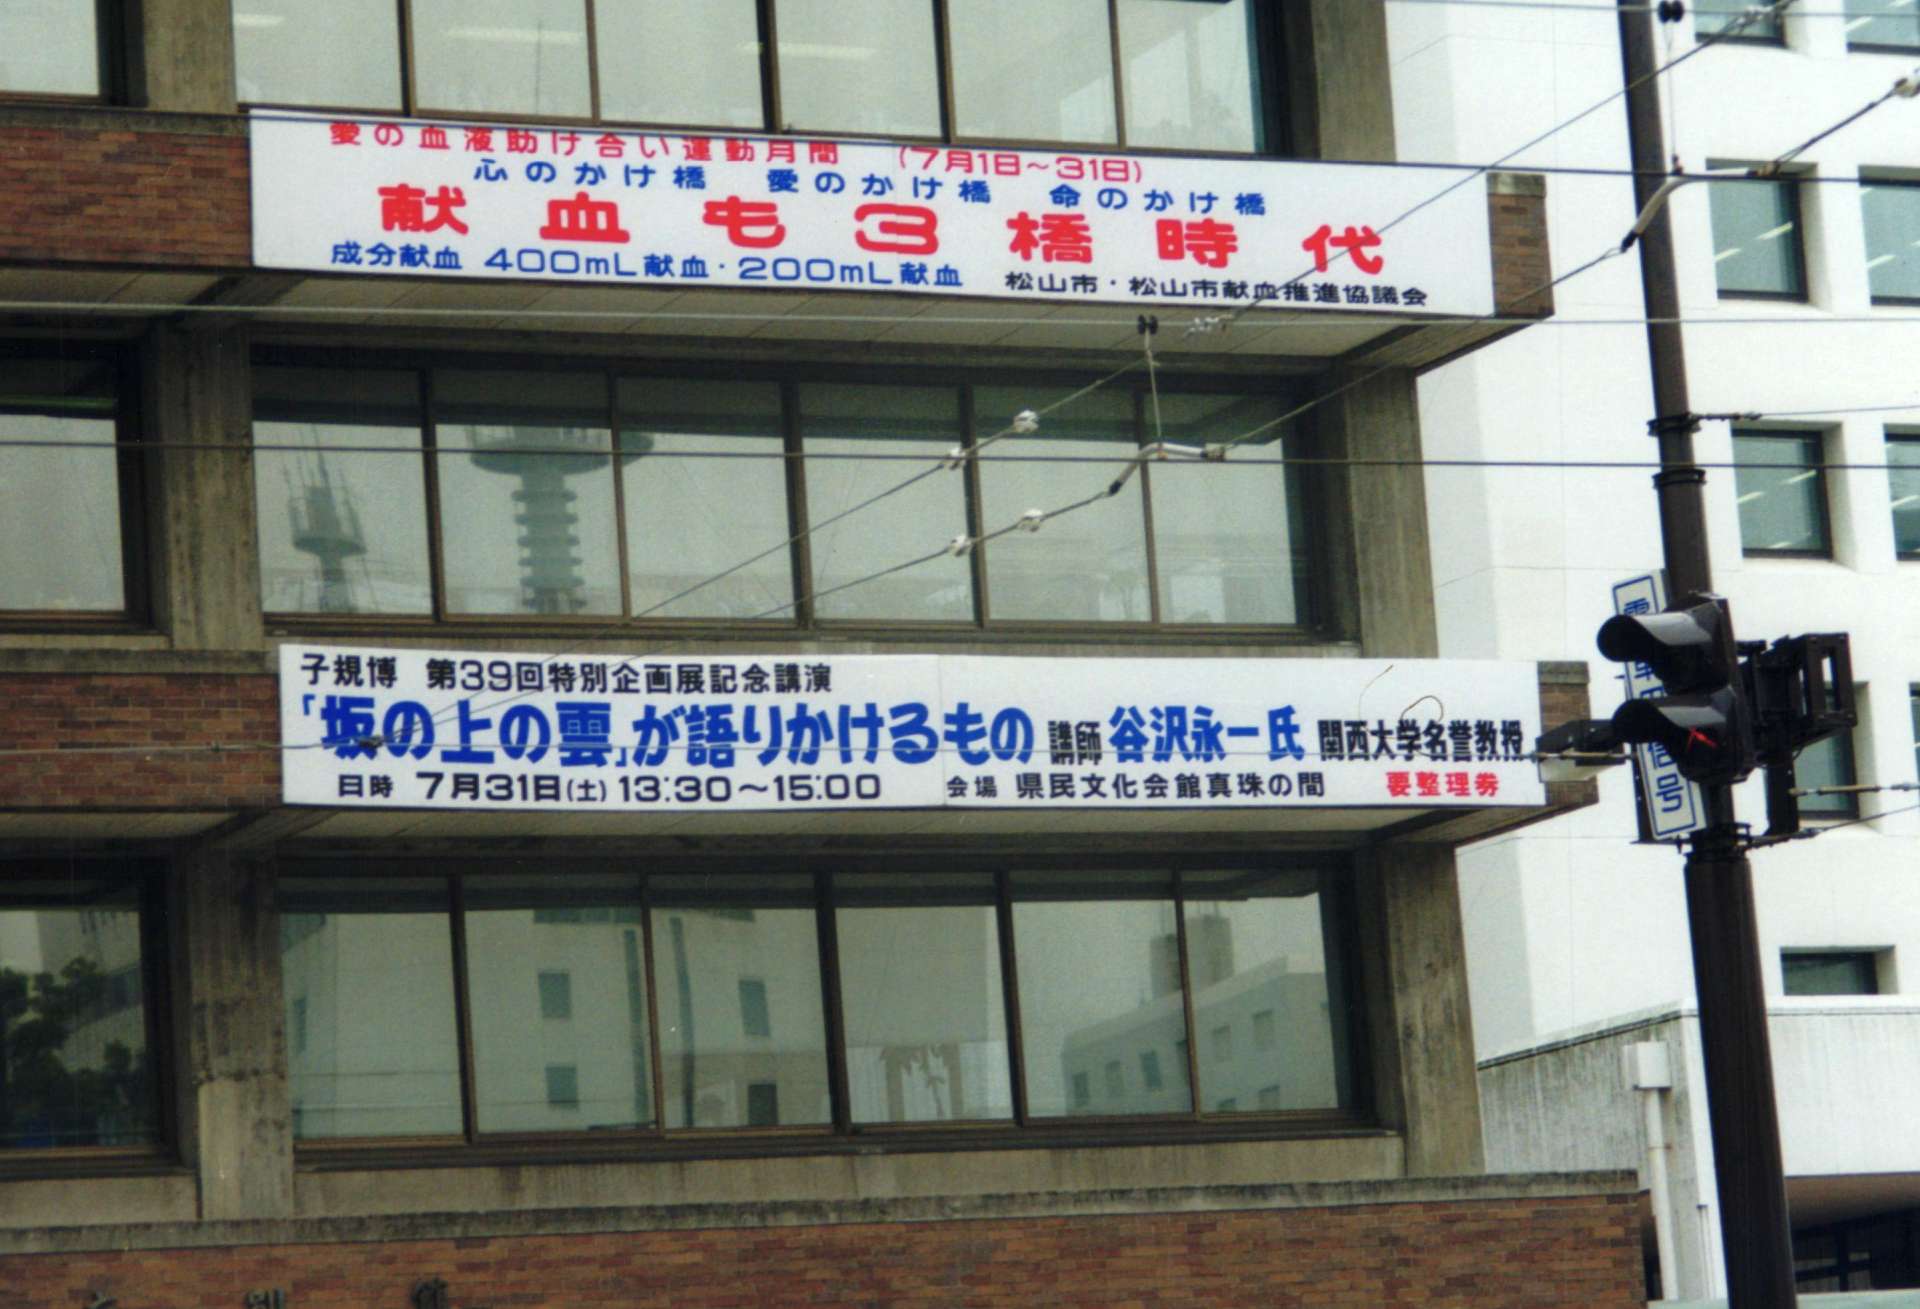 愛の血液助け合い運動月間 (7月1日～31日)
心のかけ橋 愛のかけ橋 命のかけ橋
献血も3橋時代
成分献血 400mL献血・200mL献血 松山市・松山市献血推進協議会
子規博 第39回特別企画展記念講演
「坂の上の雲」が語りかけるもの 講師 谷沢永一氏 関西大学名誉教授
日時 7月31日(土) 13:30～15:00 会場 県民文化会館真珠の間 要整理券
信号